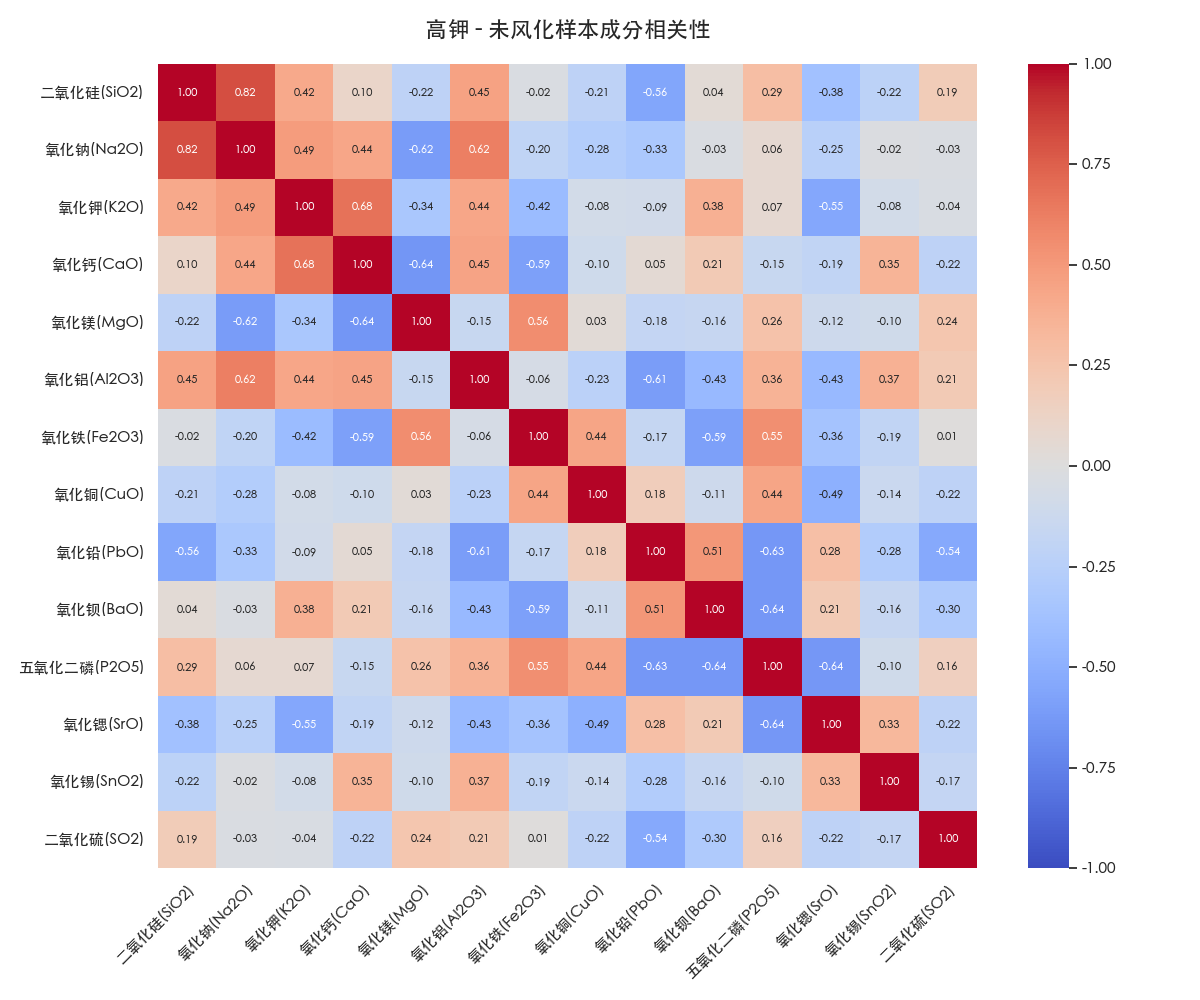 高钾 - 未风化样本成分相关性
二氧化硅(SiO2) 1.00 0.82 0.42 0.10 -0.22 0.45 -0.02 -0.21 -0.56 0.04 0.29 -0.38 -0.22 0.19
氧化钠(Na2O) 0.82 1.00 0.49 0.44 -0.62 0.62 -0.20 -0.28 -0.33 -0.03 0.06 -0.25 -0.02 -0.03
氧化钾(K2O) 0.42 0.49 1.00 0.68 -0.34 0.44 -0.42 -0.08 -0.09 0.38 0.07 -0.55 -0.08 -0.04
氧化钙(CaO) 0.10 0.44 0.68 1.00 -0.64 0.45 -0.59 -0.10 0.05 0.21 -0.15 -0.19 0.35 -0.22
氧化镁(MgO) -0.22 -0.62 -0.34 -0.64 1.00 -0.15 0.56 0.03 -0.18 -0.16 0.26 -0.12 -0.10 0.24
氧化铝(Al2O3) 0.45 0.62 0.44 0.45 -0.15 1.00 -0.06 -0.23 -0.61 -0.43 0.36 -0.43 0.37 0.21
氧化铁(Fe2O3) -0.02 -0.20 -0.42 -0.59 0.56 -0.06 1.00 0.44 -0.17 -0.59 0.55 -0.36 -0.19 0.01
氧化铜(CuO) -0.21 -0.28 -0.08 -0.10 0.03 -0.23 0.44 1.00 0.18 -0.11 0.44 -0.49 -0.14 -0.22
氧化铅(PbO) -0.56 -0.33 -0.09 0.05 -0.18 -0.61 -0.17 0.18 1.00 0.51 -0.63 0.28 -0.28 -0.54
氧化钡(BaO) 0.04 -0.03 0.38 0.21 -0.16 -0.43 -0.59 -0.11 0.51 1.00 -0.64 0.21 -0.16 -0.30
五氧化二磷(P2O5) 0.29 0.06 0.07 -0.15 0.26 0.36 0.55 0.44 -0.63 -0.64 1.00 -0.64 -0.10 0.16
氧化锶(SrO) -0.38 -0.25 -0.55 -0.19 -0.12 -0.43 -0.36 -0.49 0.28 0.21 -0.64 1.00 0.33 -0.22
氧化锡(SnO2) -0.22 -0.02 -0.08 0.35 -0.10 0.37 -0.19 -0.14 -0.28 -0.16 -0.10 0.33 1.00 -0.17
二氧化硫(SO2) 0.19 -0.03 -0.04 -0.22 0.24 0.21 0.01 -0.22 -0.54 -0.30 0.16 -0.22 -0.17 1.00
二氧化硅(SiO2) 氧化钠(Na2O) 氧化钾(K2O) 氧化钙(CaO) 氧化镁(MgO) 氧化铝(Al2O3) 氧化铁(Fe2O3) 氧化铜(CuO) 氧化铅(PbO) 氧化钡(BaO) 五氧化二磷(P2O5) 氧化锶(SrO) 氧化锡(SnO2) 二氧化硫(SO2)
1.00
0.75
0.50
0.25
0.00
-0.25
-0.50
-0.75
-1.00